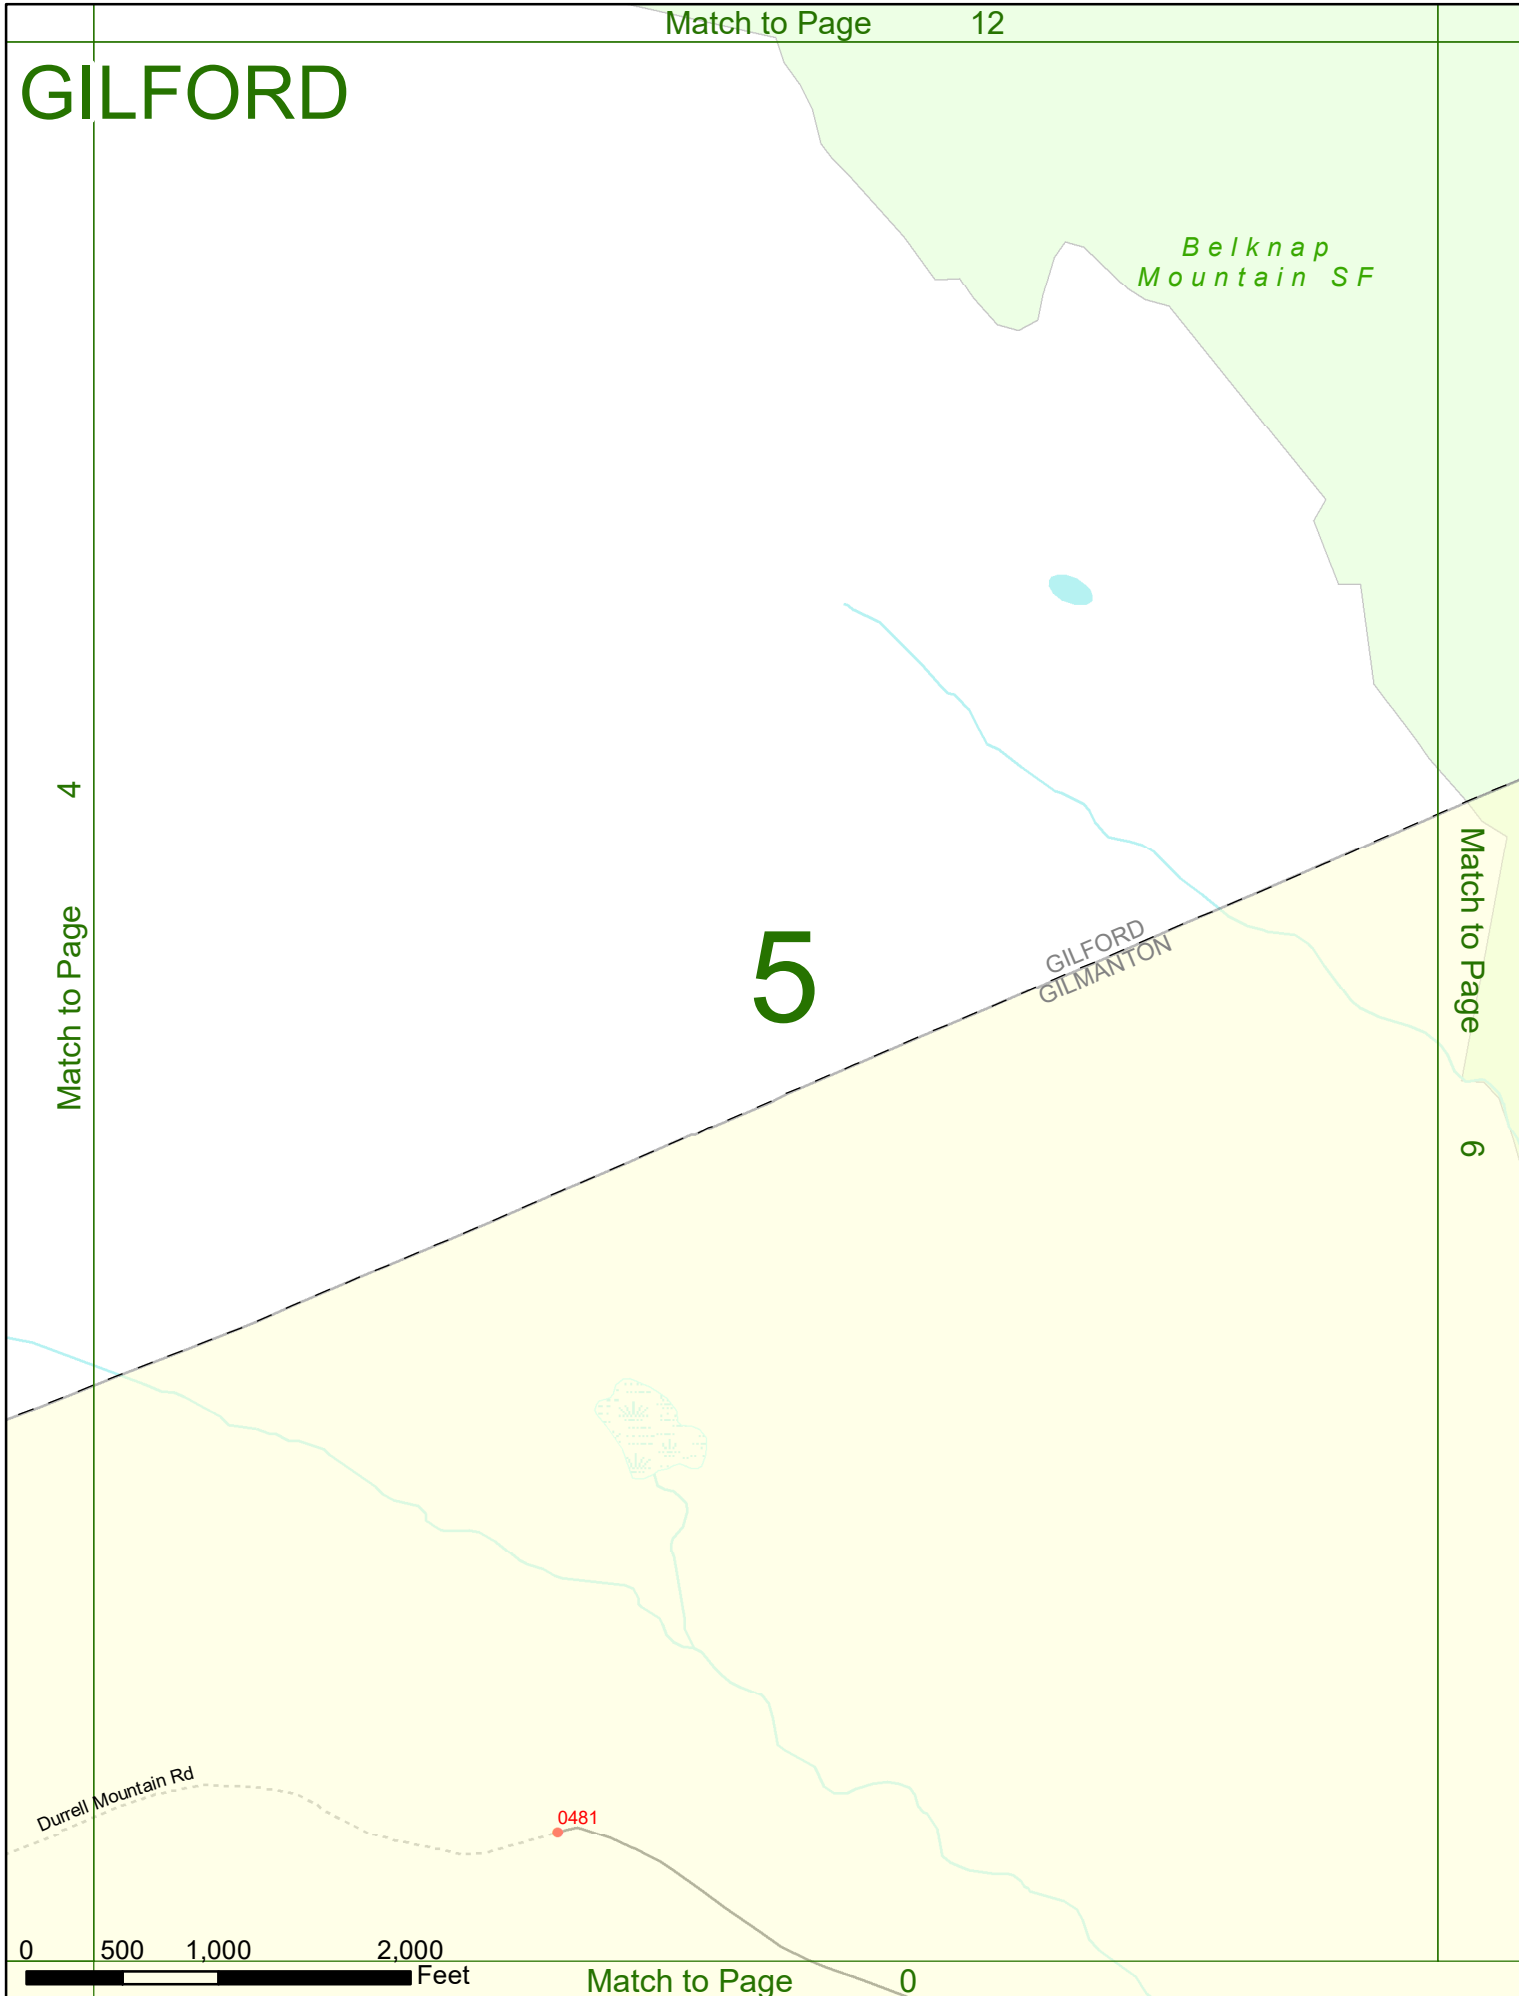 Match to Page 12
GILFORD
Belknap
Mountain SF
4
Match to Page
Match to Page
6
5
GILFORD
GILMANTON
Durrell Mountain Rd
0481
0 500 1,000 2,000
Feet
Match to Page 0